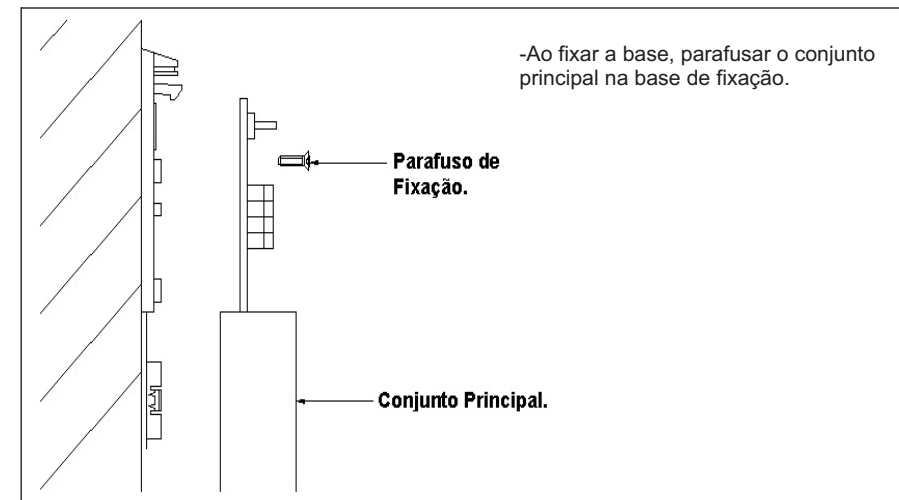 -Ao fixar a base, parafusar o conjunto
principal na base de fixação.
Parafuso de
Fixação.
Conjunto Principal.